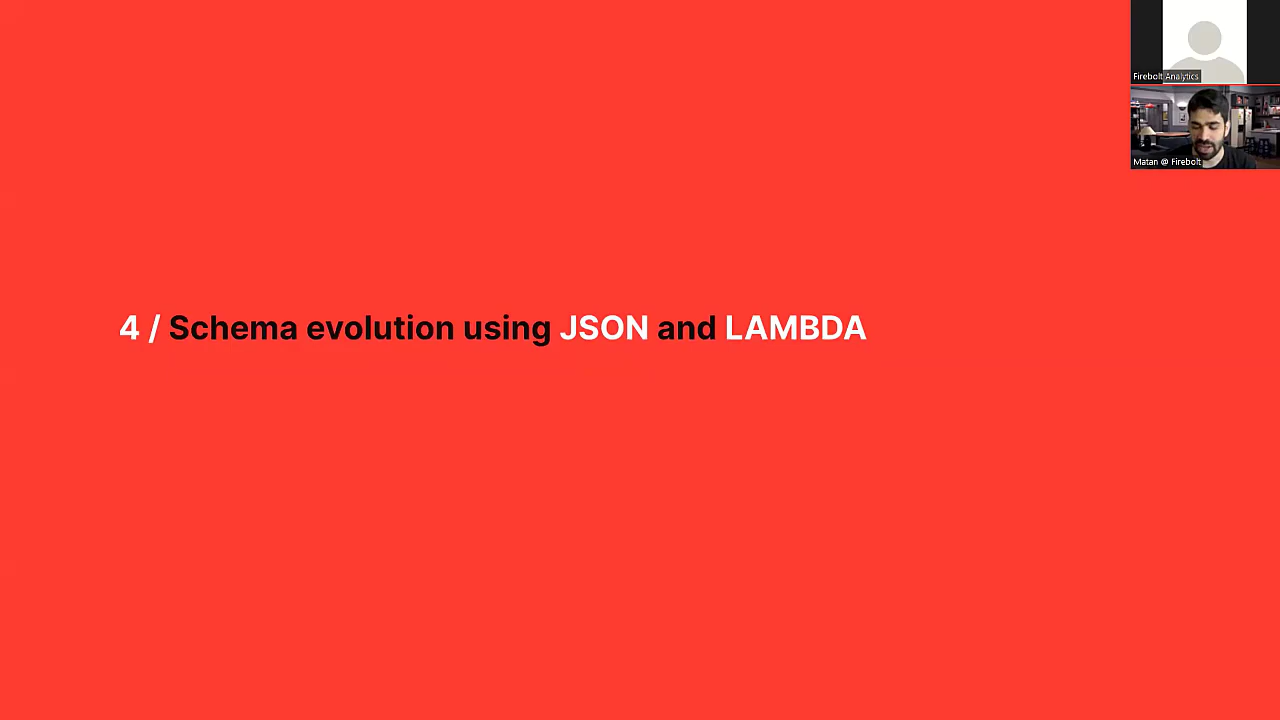 Firebolt Analytics
Matan @ Firebolt
4 / Schema evolution using JSON and LAMBDA